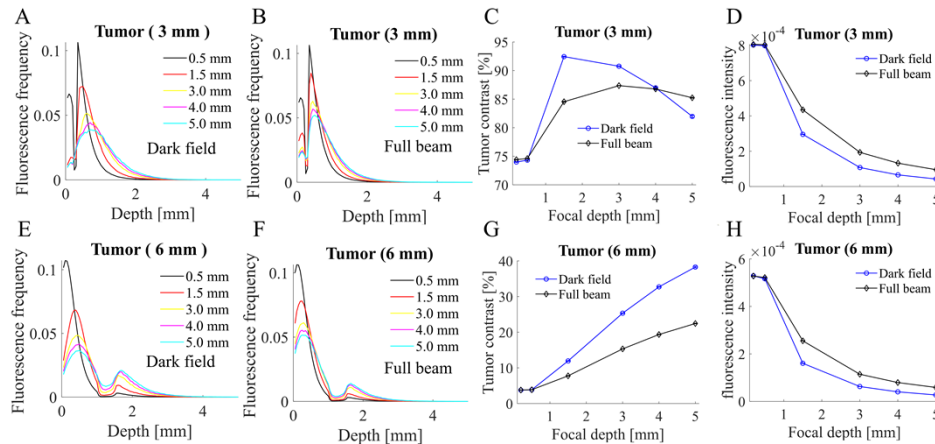 A
Tumor ( 3 mm )
Fluorescence frequency
0.1
0.05
0
0.5 mm
1.5 mm
3.0 mm
4.0 mm
5.0 mm
Dark field
0 2 4
Depth [mm]
B
Tumor (3 mm)
Fluorescence frequency
0.1
0.05
0
0.5 mm
1.5 mm
3.0 mm
4.0 mm
5.0 mm
Full beam
0 2 4
Depth [mm]
C
Tumor (3 mm)
Tumor contrast [%]
100
95
90
85
80
75
70
Dark field
Full beam
1 2 3 4 5
Focal depth [mm]
D
Tumor (3 mm)
× 10⁻⁴
fluorescence intensity
8
6
4
2
0
Dark field
Full beam
1 2 3 4 5
Focal depth [mm]
E
Tumor ( 6 mm )
Fluorescence frequency
0.1
0.05
0
0.5 mm
1.5 mm
3.0 mm
4.0 mm
5.0 mm
Dark field
0 2 4
Depth [mm]
F
Tumor (6 mm)
Fluorescence frequency
0.1
0.05
0
0.5 mm
1.5 mm
3.0 mm
4.0 mm
5.0 mm
Full beam
0 2 4
Depth [mm]
G
Tumor (6 mm)
Tumor contrast [%]
40
30
20
10
0
Dark field
Full beam
1 2 3 4 5
Focal depth [mm]
H
Tumor (6 mm)
× 10⁻⁴
fluorescence intensity
6
4
2
0
Dark field
Full beam
1 2 3 4 5
Focal depth [mm]